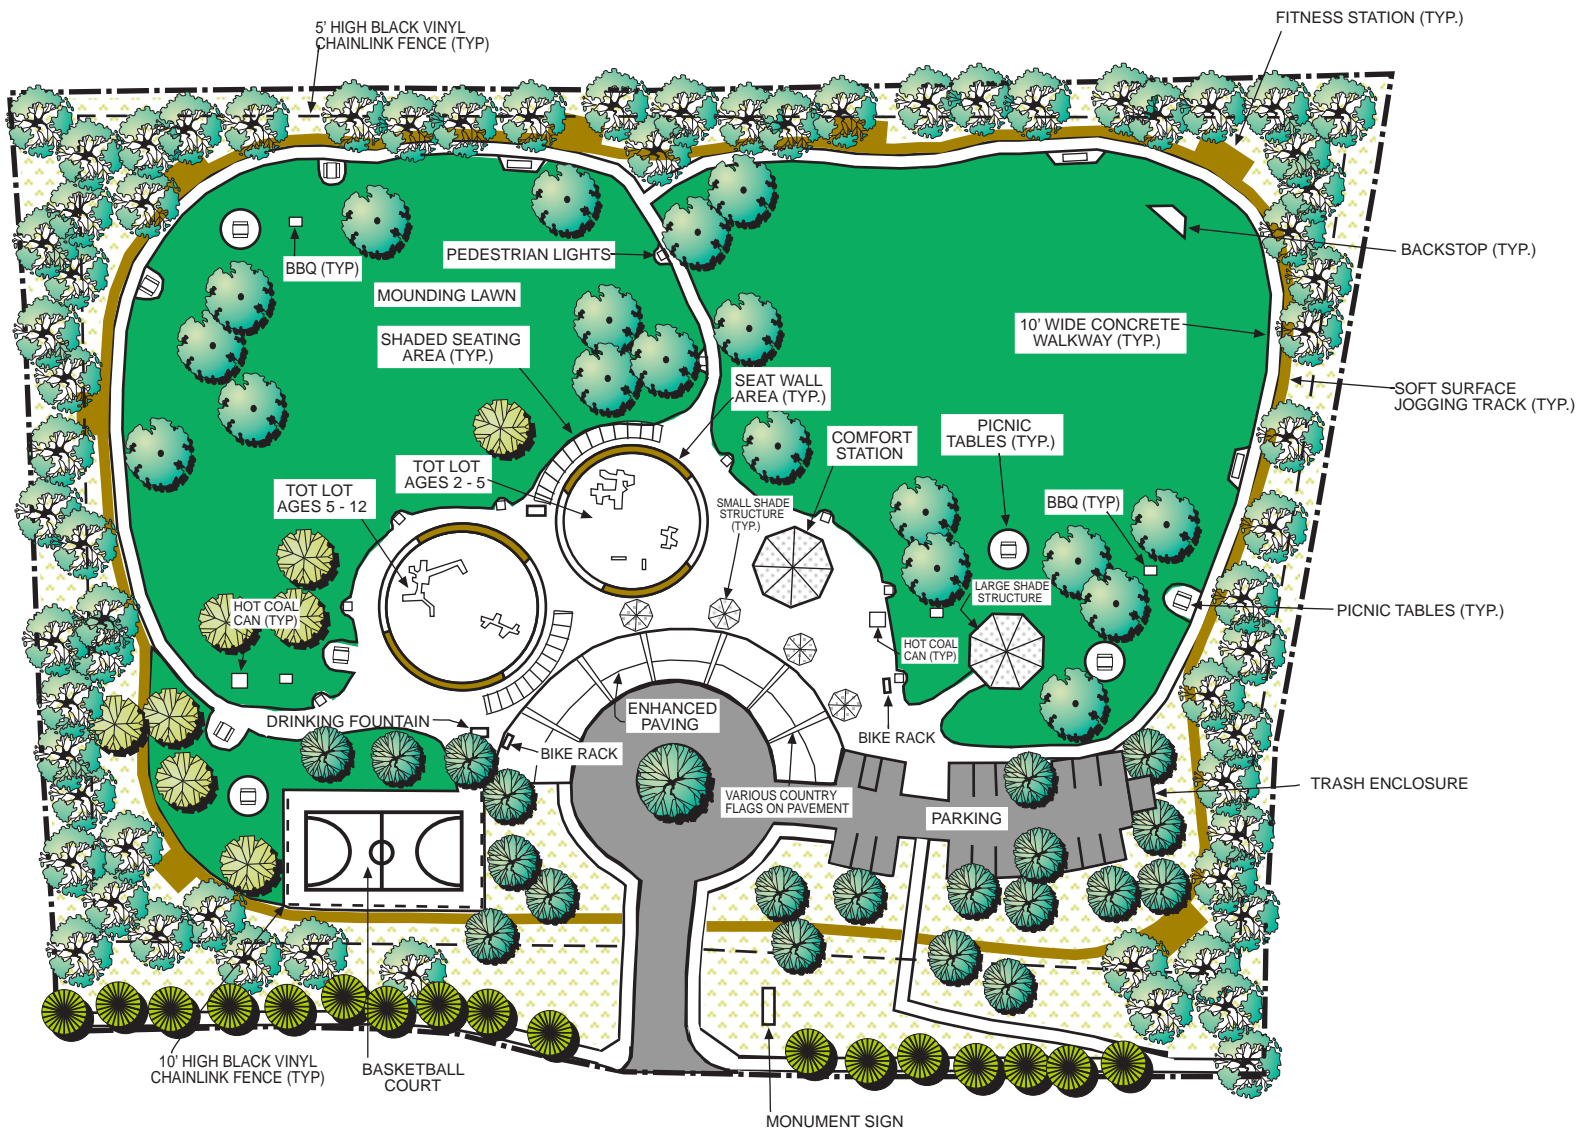 FITNESS STATION (TYP.)
5' HIGH BLACK VINYL
CHAINLINK FENCE (TYP)
BACKSTOP (TYP.)
PEDESTRIAN LIGHTS
BBQ (TYP)
MOUNDING LAWN
10' WIDE CONCRETE
WALKWAY (TYP.)
SHADED SEATING
AREA (TYP.)
SEAT WALL
AREA (TYP.)
SOFT SURFACE
JOGGING TRACK (TYP.)
PICNIC
TABLES (TYP.)
COMFORT
STATION
TOT LOT
AGES 2 - 5
TOT LOT
AGES 5 - 12
SMALL SHADE
STRUCTURE
(TYP.)
BBQ (TYP)
LARGE SHADE
STRUCTURE
PICNIC TABLES (TYP.)
HOT COAL
CAN (TYP)
HOT COAL
CAN (TYP)
ENHANCED
PAVING
DRINKING FOUNTAIN
BIKE RACK
BIKE RACK
TRASH ENCLOSURE
VARIOUS COUNTRY
FLAGS ON PAVEMENT
PARKING
10' HIGH BLACK VINYL
CHAINLINK FENCE (TYP)
BASKETBALL
COURT
MONUMENT SIGN